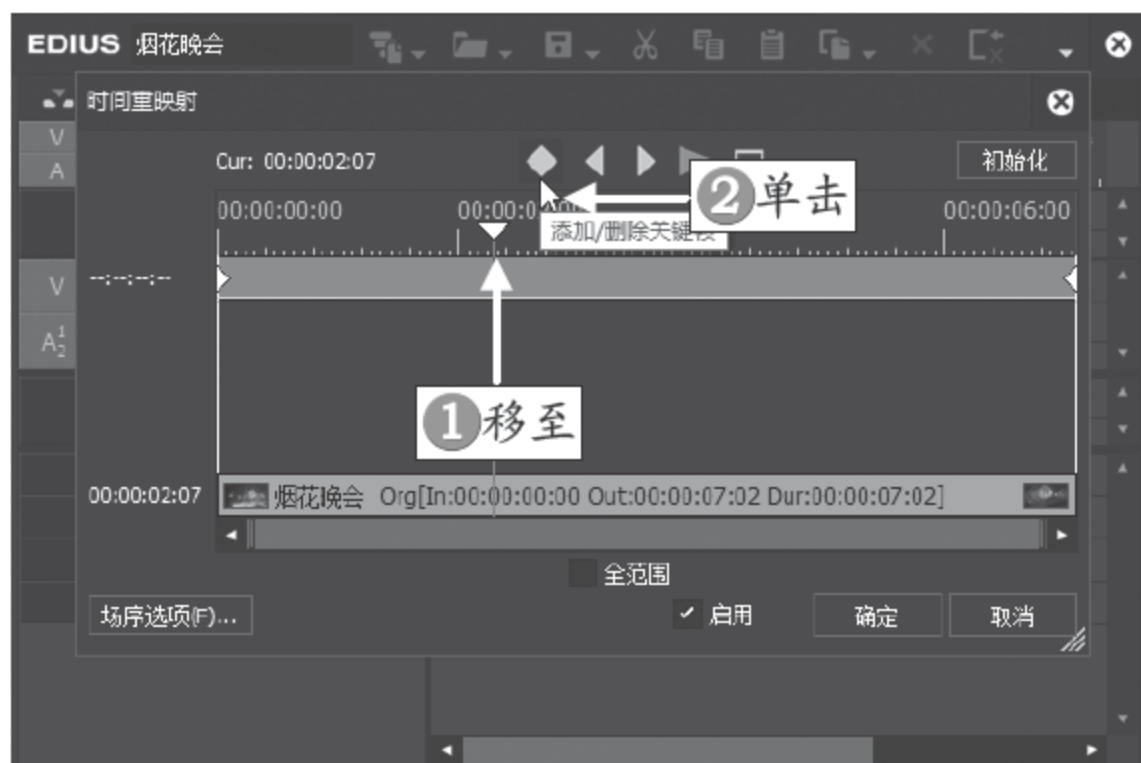 EDIUS 烟花晚会
时间重映射
V
A
Cur: 00:00:02:07
初始化
② 单击
00:00:00:00
00:00:06:00
添加/删除关键帧
V
--:--:--:--
A 1 2
① 移至
00:00:02:07
烟花晚会 Org[In:00:00:00:00 Out:00:00:07:02 Dur:00:00:07:02]
全范围
场序选项(F)...
启用
确定
取消